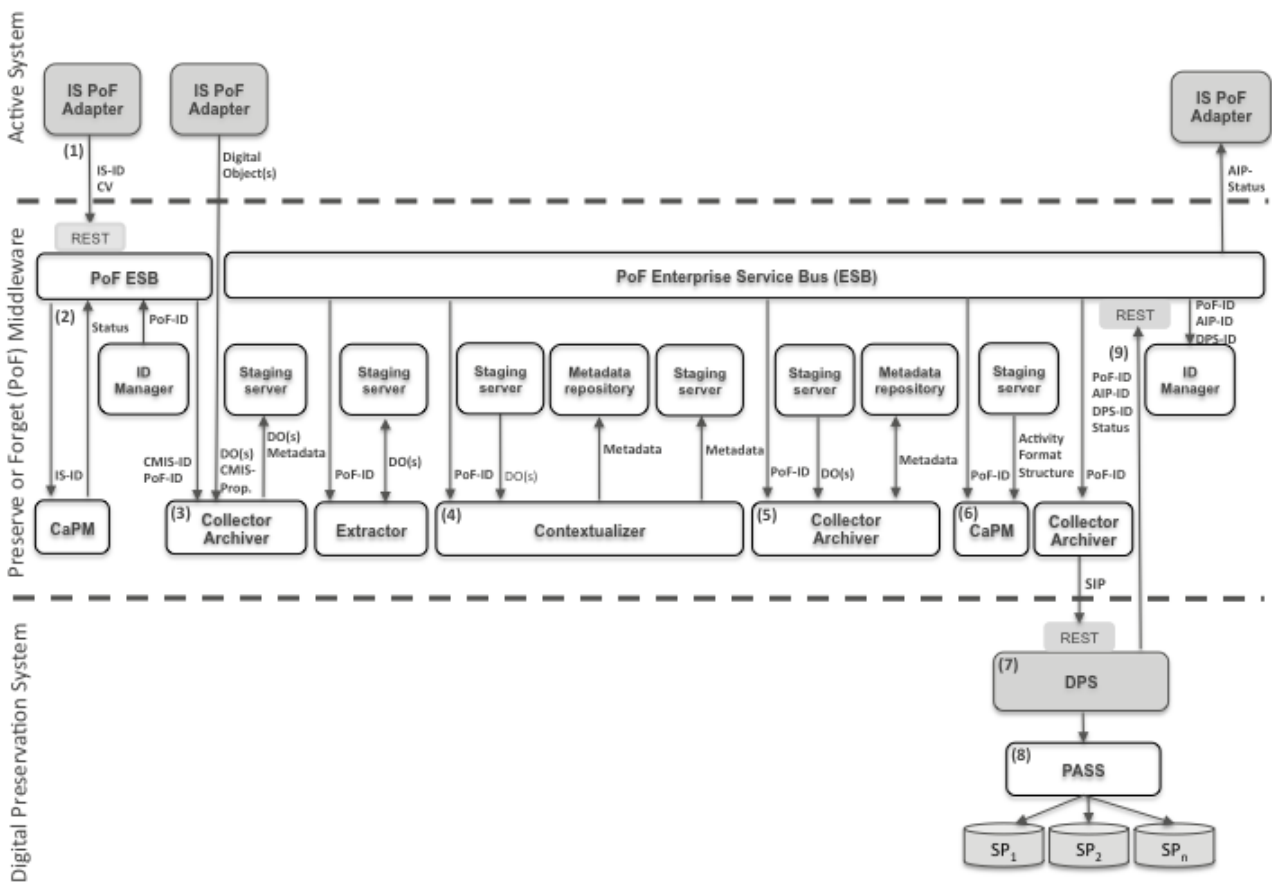 Active System
IS PoF
Adapter
IS PoF
Adapter
IS PoF
Adapter
(1)
IS-ID
CV
Digital
Object(s)
AIP-
Status
Preserve or Forget (PoF) Middleware
REST
PoF ESB
PoF Enterprise Service Bus (ESB)
(2)
Status
PoF-ID
ID
Manager
Staging
server
Staging
server
Staging
server
Metadata
repository
Staging
server
Staging
server
Metadata
repository
Staging
server
REST
(9)
PoF-ID
AIP-ID
DPS-ID
Status
PoF-ID
AIP-ID
DPS-ID
ID
Manager
IS-ID
CMIS-ID
PoF-ID
DO(s)
CMIS-
Prop.
DO(s)
Metadata
PoF-ID
DO(s)
PoF-ID
DO(s)
Metadata
Metadata
PoF-ID
DO(s)
Metadata
PoF-ID
Activity
Format
Structure
PoF-ID
CaPM
(3)
Collector
Archiver
Extractor
(4)
Contextualizer
(5)
Collector
Archiver
(6)
CaPM
Collector
Archiver
SIP
Digital Preservation System
REST
(7)
DPS
(8)
PASS
SP1
SP2
SPn